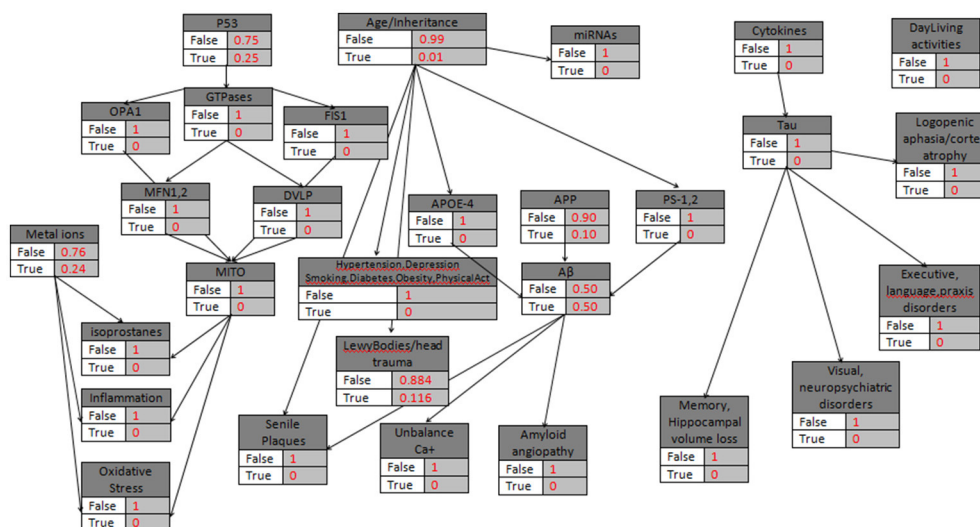 P53
False 0.75
True 0.25
Age/Inheritance
False 0.99
True 0.01
miRNAs
False 1
True 0
Cytokines
False 1
True 0
DayLiving
activities
False 1
True 0
OPA1
False 1
True 0
GTPases
False 1
True 0
FIS1
False 1
True 0
Tau
False 1
True 0
Logopenic
aphasia/corte
atrophy
False 1
True 0
MFN1,2
False 1
True 0
DVLP
False 1
True 0
APOE-4
False 1
True 0
APP
False 0.90
True 0.10
PS-1,2
False 1
True 0
Metal ions
False 0.76
True 0.24
MITO
False 1
True 0
Hypertension,Depression
Smoking,Diabetes,Obesity,PhysicalAct
False 1
True 0
Aβ
False 0.50
True 0.50
Executive,
language,praxis
disorders
False 1
True 0
isoprostanes
False 1
True 0
LewyBodies/head
trauma
False 0.884
True 0.116
Visual,
neuropsychiatric
disorders
False 1
True 0
Inflammation
False 1
True 0
Senile
Plaques
False 1
True 0
Unbalance
Ca+
False 1
True 0
Amyloid
angiopathy
False 1
True 0
Memory,
Hippocampal
volume loss
False 1
True 0
Oxidative
Stress
False 1
True 0